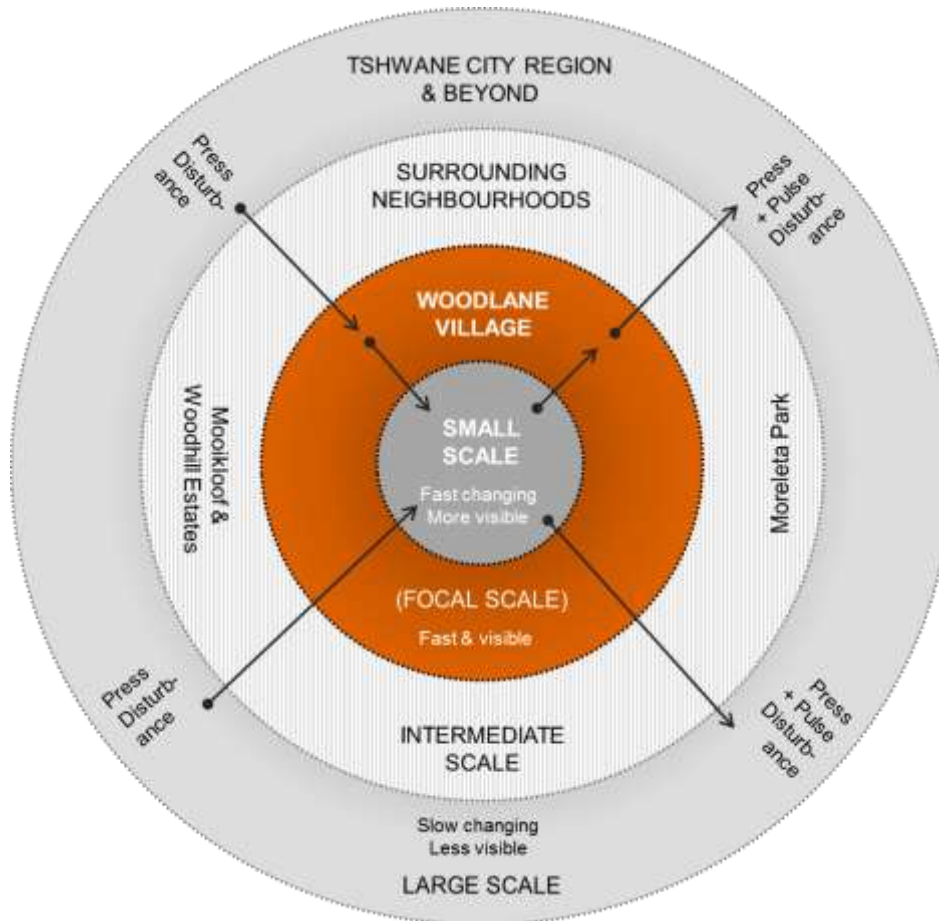 TSHWANE CITY REGION
& BEYOND
Press
Disturb-
ance
Press
+ Pulse
Disturb-
ance
SURROUNDING
NEIGHBOURHOODS
WOODLANE
VILLAGE
Mooikloof &
Woodhill Estates
SMALL
SCALE
Fast changing
More visible
Moreleta Park
(FOCAL SCALE)
Fast & visible
Press
Disturb-
ance
Press
+ Pulse
Disturb-
ance
INTERMEDIATE
SCALE
Slow changing
Less visible
LARGE SCALE